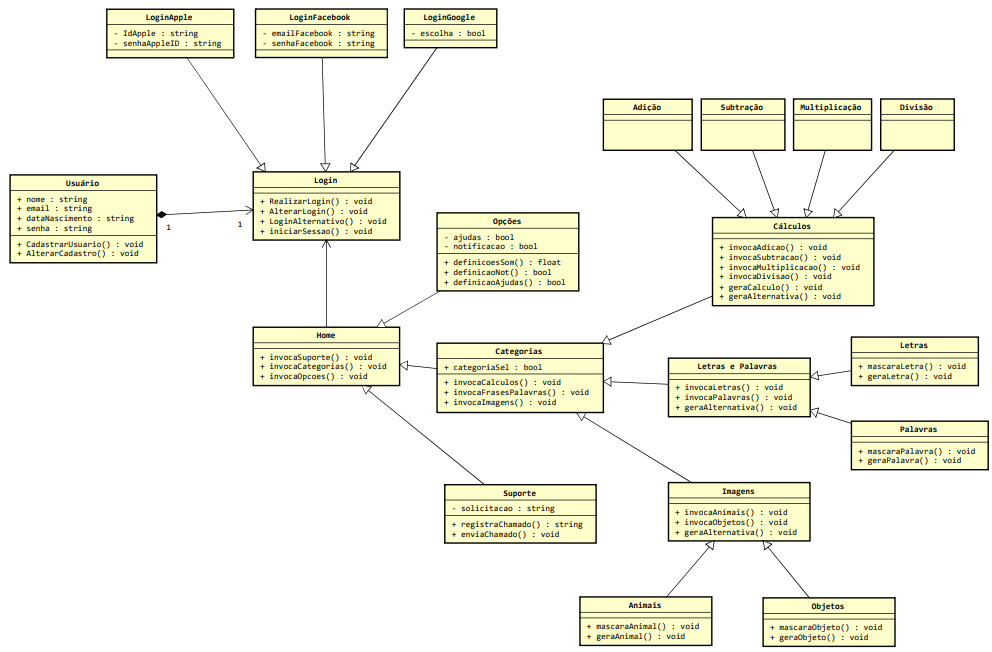 LoginApple
- IdApple : string
- senhaAppleID : string
LoginFacebook
- emailFacebook : string
- senhaFacebook : string
LoginGoogle
- escolha : bool
Adição
Subtração
Multiplicação
Divisão
Usuário
+ nome : string
+ email : string
+ dataNascimento : string
+ senha : string
+ CadastrarUsuario() : void
+ AlterarCadastro() : void
1
1
Login
+ RealizarLogin() : void
+ AlterarLogin() : void
+ LoginAlternativo() : void
+ iniciarSessao() : void
Opções
- ajudas : bool
- notificacao : bool
+ definicoesSom() : float
+ definicaoNot() : bool
+ definicaoAjudas() : bool
Cálculos
+ invocaAdicao() : void
+ invocaSubtracao() : void
+ invocaMultiplicacao() : void
+ invocaDivisao() : void
+ geraCalculo() : void
+ geraAlternativa() : void
Home
+ invocaSuporte() : void
+ invocaCategorias() : void
+ invocaOpcoes() : void
Categorias
+ categoriaSel : bool
+ invocaCalculos() : void
+ invocaFrasesPalavras() : void
+ invocaImagens() : void
Letras e Palavras
+ invocaLetras() : void
+ invocaPalavras() : void
+ geraAlternativa() : void
Letras
+ mascaraLetra() : void
+ geraLetra() : void
Palavras
+ mascaraPalavra() : void
+ geraPalavra() : void
Suporte
- solicitacao : string
+ registraChamado() : string
+ enviaChamado() : void
Imagens
+ invocaAnimais() : void
+ invocaObjetos() : void
+ geraAlternativa() : void
Animais
+ mascaraAnimal() : void
+ geraAnimal() : void
Objetos
+ mascaraObjeto() : void
+ geraObjeto() : void